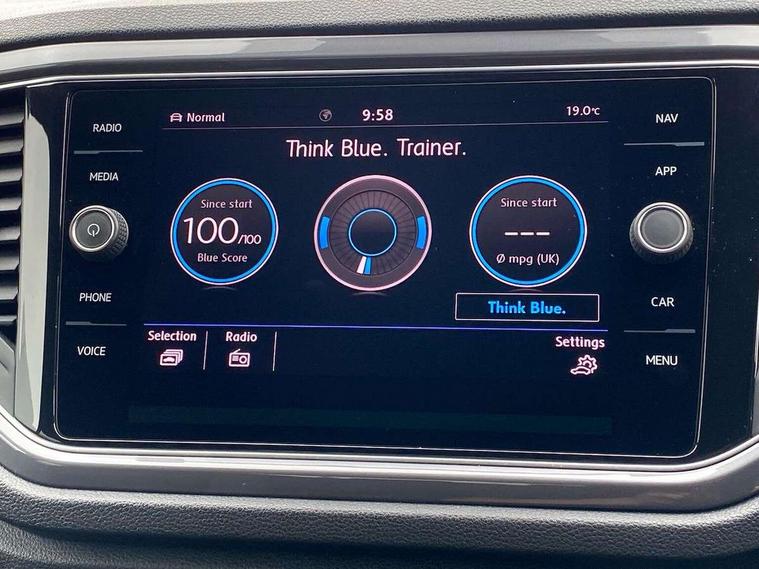 RADIO
MEDIA
PHONE
VOICE
Normal
9:58
19.0°C
Think Blue. Trainer.
Since start
100/100
Blue Score
Since start
---
Ø mpg (UK)
Think Blue.
Selection
Radio
Settings
NAV
APP
CAR
MENU